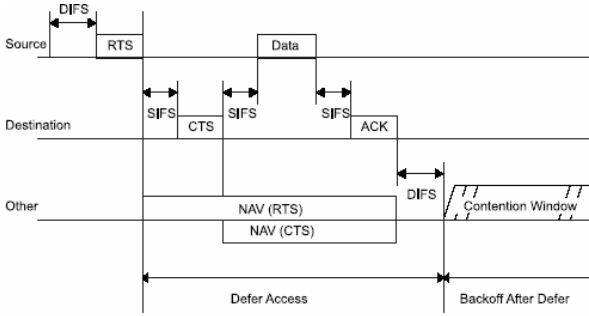 DIFS
Source
RTS
Data
SIFS
SIFS
SIFS
Destination
CTS
ACK
DIFS
Other
NAV (RTS)
Contention Window
NAV (CTS)
Defer Access
Backoff After Defer